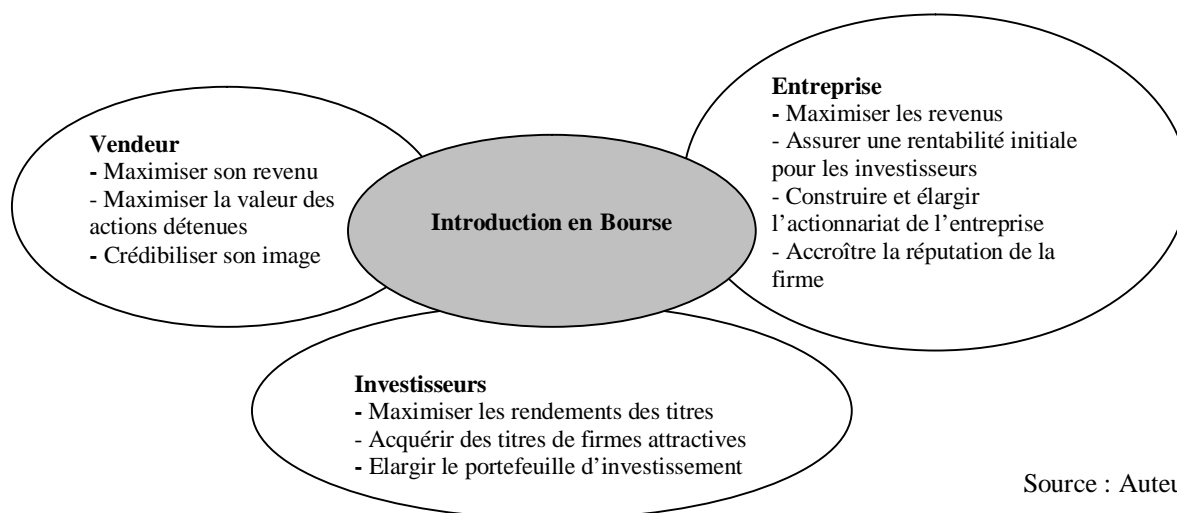 Vendeur
- Maximiser son revenu
- Maximiser la valeur des
actions détenues
- Crédibiliser son image
Introduction en Bourse
Entreprise
- Maximiser les revenus
- Assurer une rentabilité initiale
pour les investisseurs
- Construire et élargir
l’actionnariat de l’entreprise
- Accroître la réputation de la
firme
Investisseurs
- Maximiser les rendements des titres
- Acquérir des titres de firmes attractives
- Elargir le portefeuille d’investissement
Source : Auteu